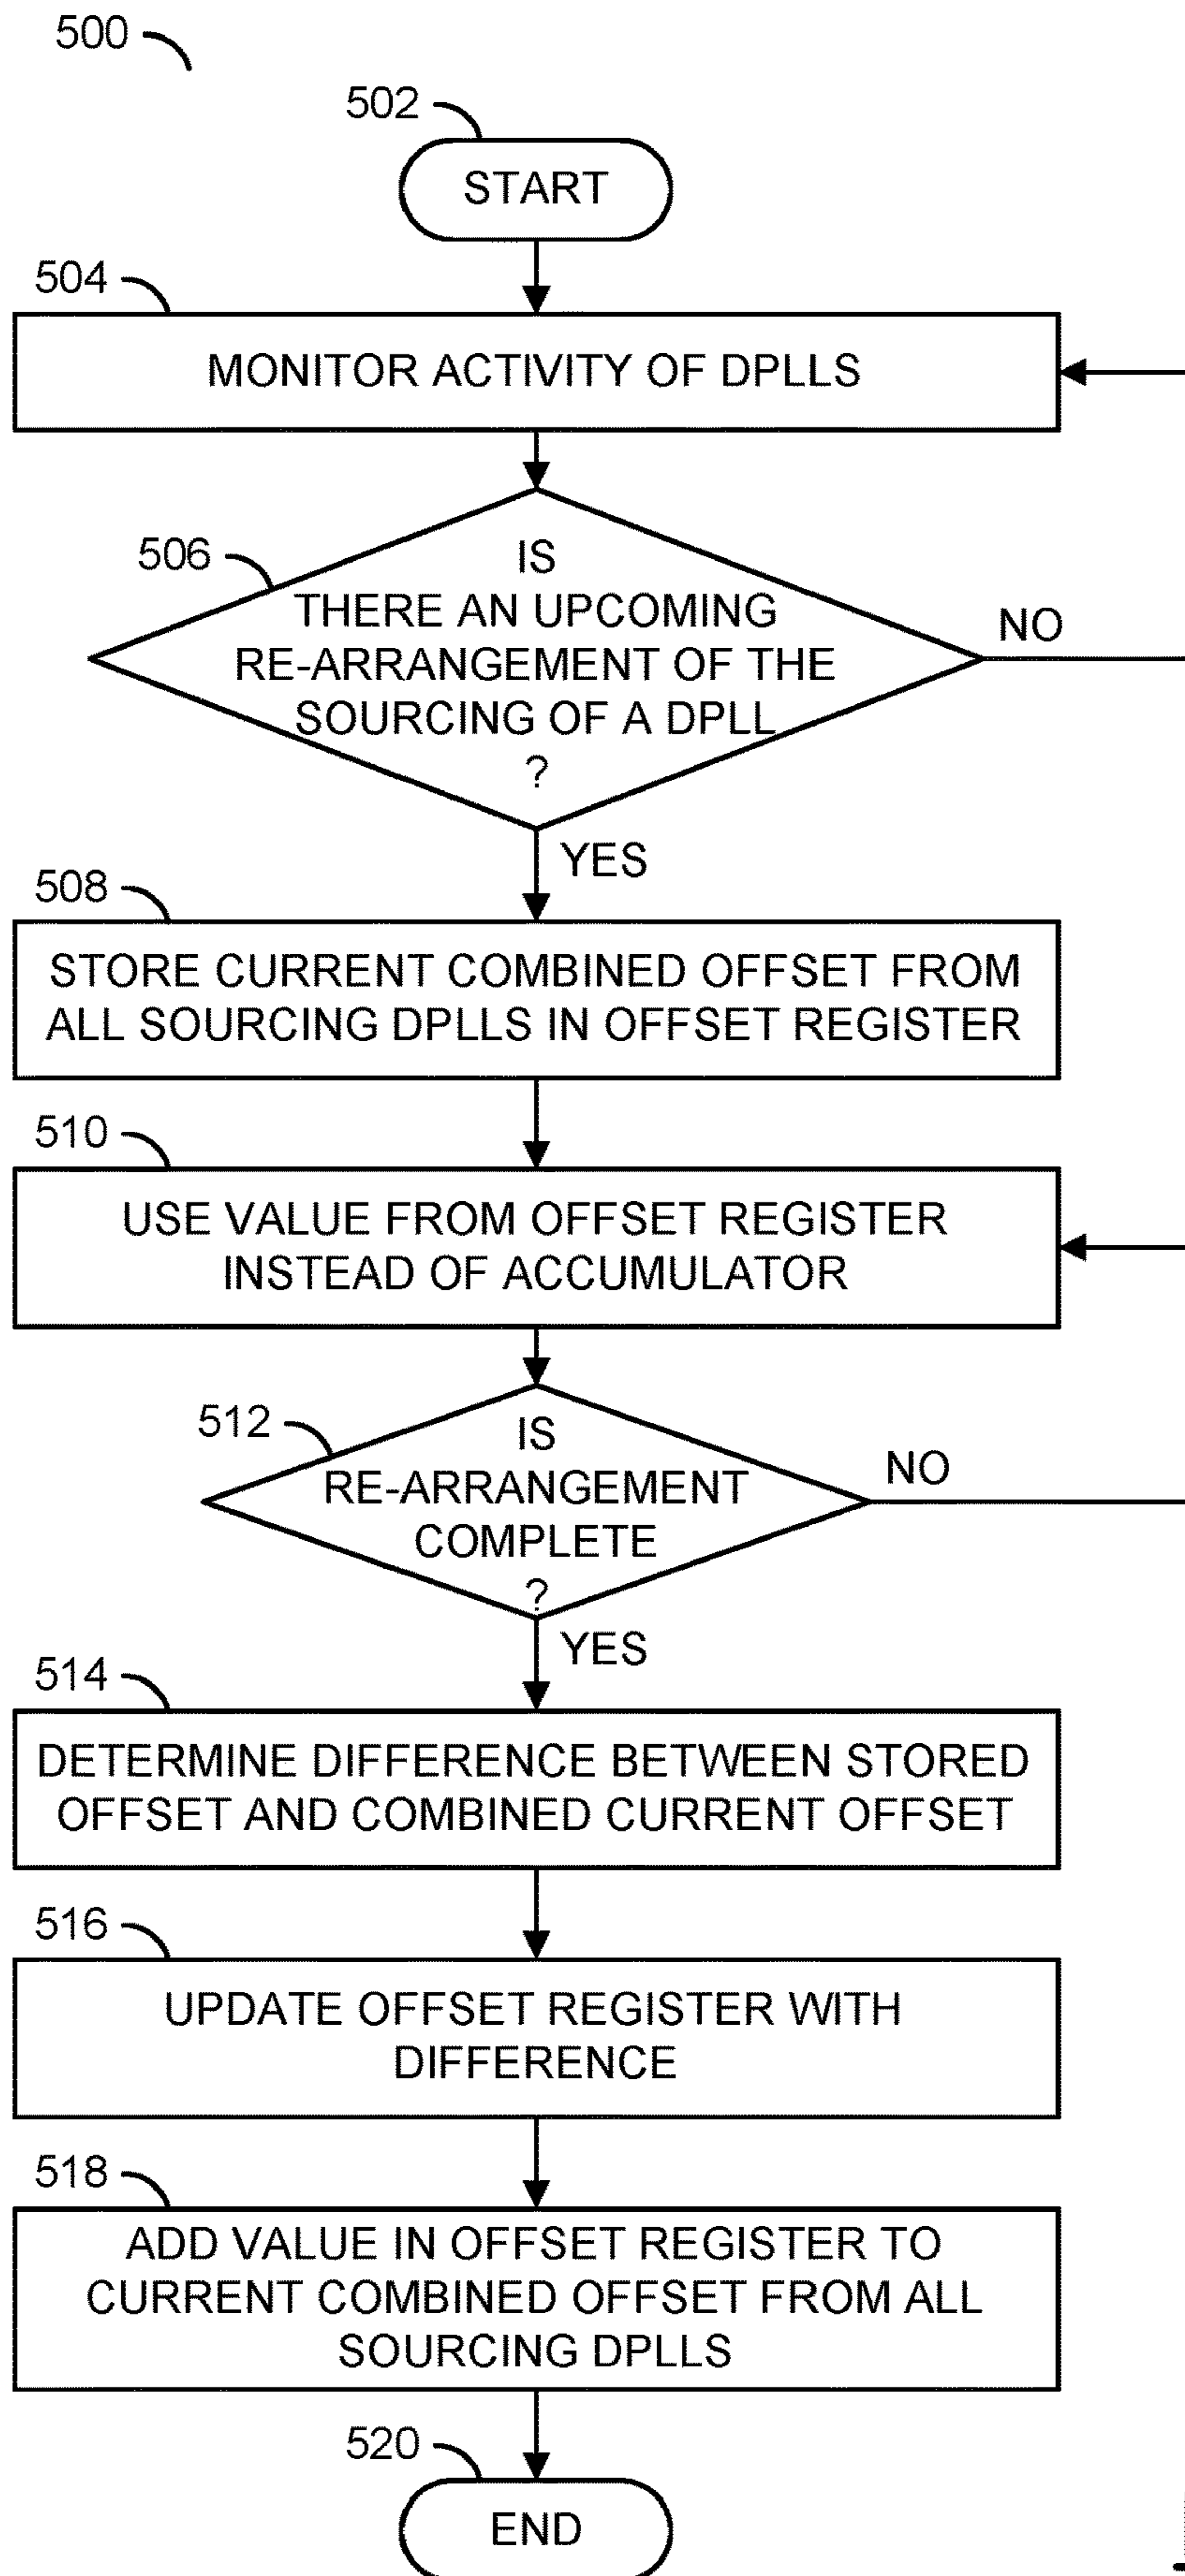 500
502
START
504
MONITOR ACTIVITY OF DPLLS
506
IS
THERE AN UPCOMING
RE-ARRANGEMENT OF THE
SOURCING OF A DPLL
?
NO
YES
508
STORE CURRENT COMBINED OFFSET FROM
ALL SOURCING DPLLS IN OFFSET REGISTER
510
USE VALUE FROM OFFSET REGISTER
INSTEAD OF ACCUMULATOR
512
IS
RE-ARRANGEMENT
COMPLETE
?
NO
YES
514
DETERMINE DIFFERENCE BETWEEN STORED
OFFSET AND COMBINED CURRENT OFFSET
516
UPDATE OFFSET REGISTER WITH
DIFFERENCE
518
ADD VALUE IN OFFSET REGISTER TO
CURRENT COMBINED OFFSET FROM ALL
SOURCING DPLLS
520
END